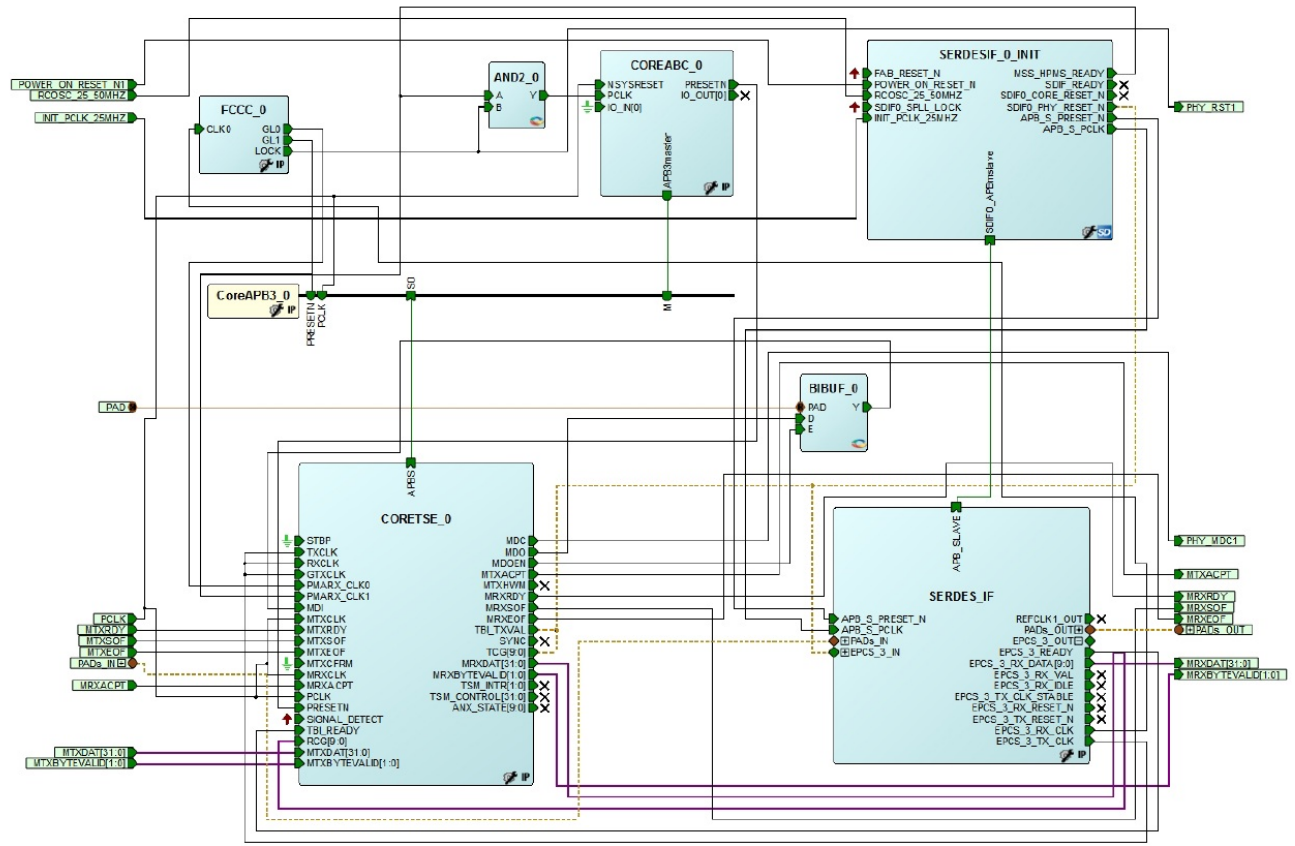 POWER_ON_RESET_N1
RCOSC_25_50MHZ
INIT_PCLK_25MHZ
FCCC_0
CLK0
GL0
GL1
LOCK
IP
AND2_0
A
B
Y
COREABC_0
NSYSRESET
PCLK
IO_IN[0]
PRESETN
IO_OUT[0]
APB3master
IP
SERDESIF_0_INIT
FAB_RESET_N
POWER_ON_RESET_N
RCOSC_25_50MHZ
SDIF0_SPLL_LOCK
INIT_PCLK_25MHZ
MSS_HPMS_READY
SDIF_READY
SDIF0_CORE_RESET_N
SDIF0_PHY_RESET_N
APB_S_PRESET_N
APB_S_PCLK
SDIF0_APBmslave
SD
PHY_RST1
CoreAPB3_0
IP
PRESETN
PCLK
S0
M
PAD
BIBUF_0
PAD
D
E
Y
CORETSE_0
APBS
STBP
TXCLK
RXCLK
GTXCLK
PMARX_CLK0
PMARX_CLK1
MDI
MTXCLK
MTXRDY
MTXSOF
MTXEOF
MTXCFRM
MRXCLK
MRXACPT
PCLK
PRESETN
SIGNAL_DETECT
TBI_READY
RCG[9:0]
MTXDAT[31:0]
MTXBYTEVALID[1:0]
MDC
MDO
MDOEN
MTXACPT
MTXHWM
MRXRDY
MRXSOF
MRXEOF
TBI_TXVAL
SYNC
TCG[9:0]
MRXDAT[31:0]
MRXBYTEVALID[1:0]
TSM_INTR[1:0]
TSM_CONTROL[31:0]
ANX_STATE[9:0]
IP
PCLK
MTXRDY
MTXSOF
MTXEOF
PADs_IN
MRXACPT
MTXDAT[31:0]
MTXBYTEVALID[1:0]
SERDES_IF
APB_SLAVE
APB_S_PRESET_N
APB_S_PCLK
PADs_IN
EPCS_3_IN
REFCLK1_OUT
PADs_OUT
EPCS_3_OUT
EPCS_3_READY
EPCS_3_RX_DATA[9:0]
EPCS_3_RX_VAL
EPCS_3_RX_IDLE
EPCS_3_TX_CLK_STABLE
EPCS_3_RX_RESET_N
EPCS_3_TX_RESET_N
EPCS_3_RX_CLK
EPCS_3_TX_CLK
IP
PHY_MDC1
MTXACPT
MRXRDY
MRXSOF
MRXEOF
PADs_OUT
MRXDAT[31:0]
MRXBYTEVALID[1:0]